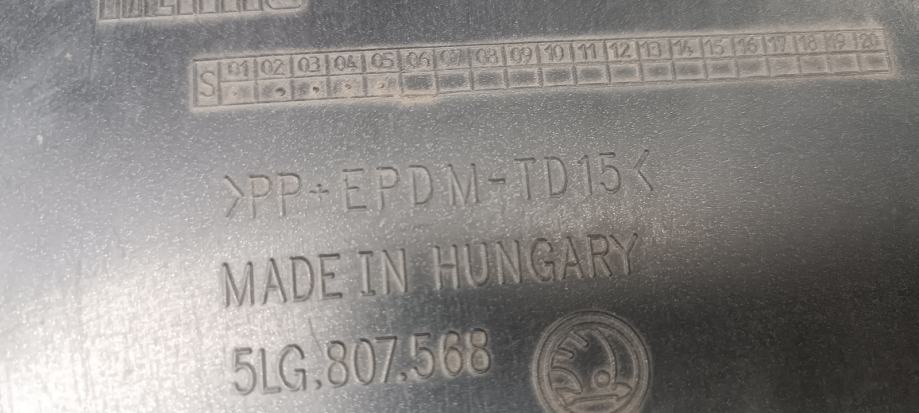 S 01 02 03 04 05 06 07 08 09 10 11 12 13 14 15 16 17 18 19 20
>PP+EPDM-TD15<
MADE IN HUNGARY
5LG.807.568